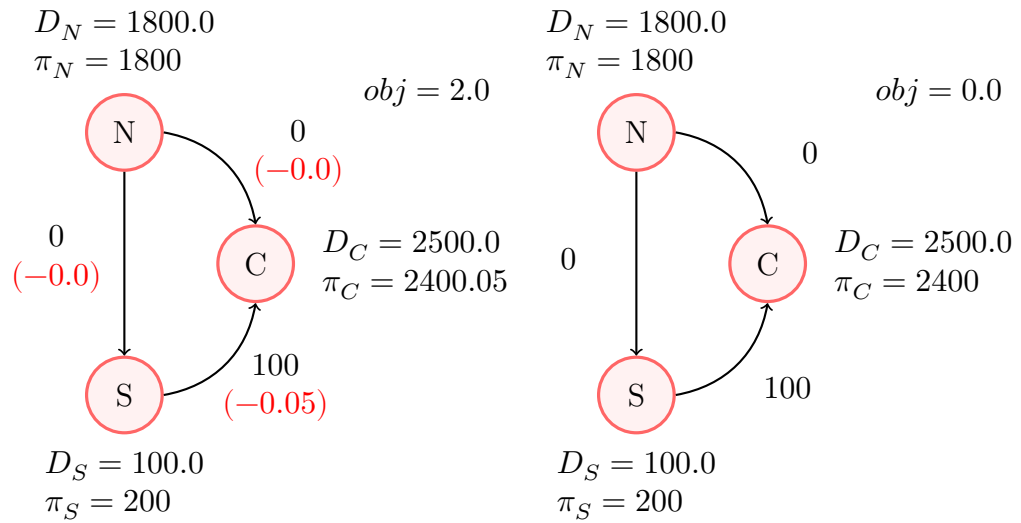 D_N = 1800.0
π_N = 1800
obj = 2.0
N
0
(−0.0)
0
(−0.0)
C
D_C = 2500.0
π_C = 2400.05
100
(−0.05)
S
D_S = 100.0
π_S = 200
D_N = 1800.0
π_N = 1800
obj = 0.0
N
0
0
C
D_C = 2500.0
π_C = 2400
100
S
D_S = 100.0
π_S = 200